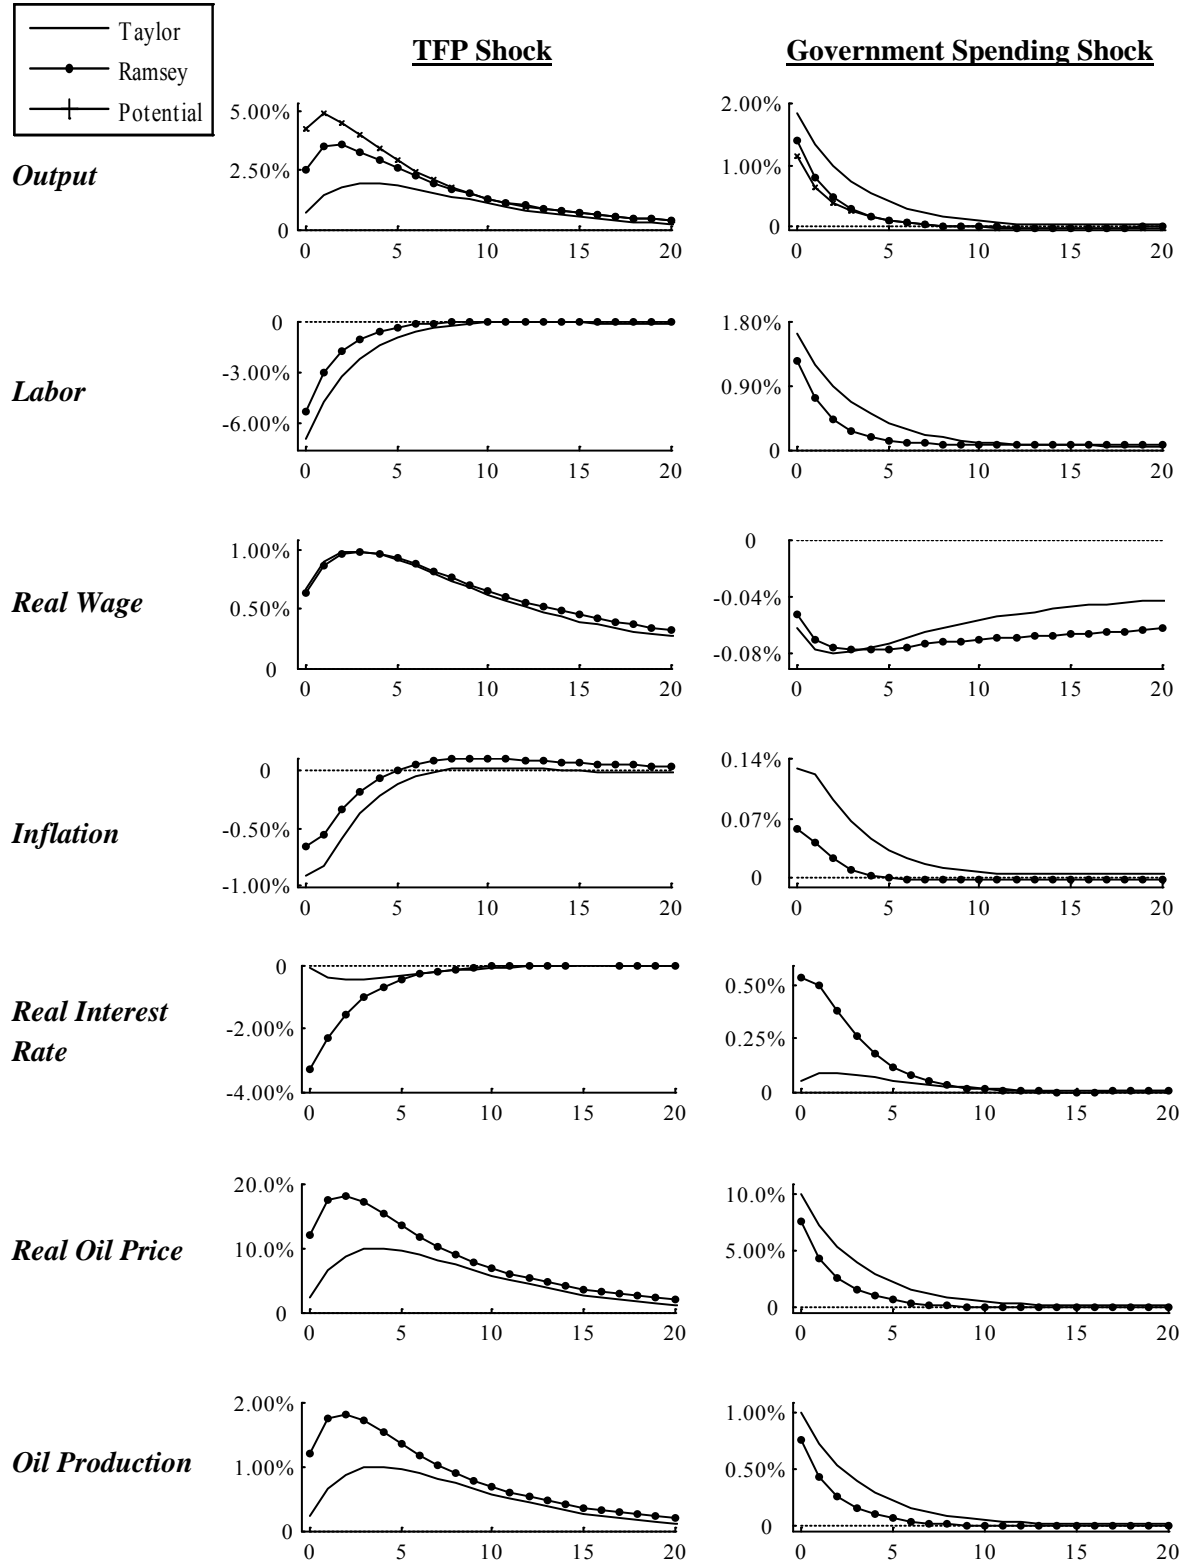 Taylor
Ramsey
Potential
TFP Shock
Government Spending Shock
Output
5.00%
2.50%
0
0 5 10 15 20
2.00%
1.00%
0
0 5 10 15 20
Labor
0
-3.00%
-6.00%
0 5 10 15 20
1.80%
0.90%
0
0 5 10 15 20
Real Wage
1.00%
0.50%
0
0 5 10 15 20
0
-0.04%
-0.08%
0 5 10 15 20
Inflation
0
-0.50%
-1.00%
0 5 10 15 20
0.14%
0.07%
0
0 5 10 15 20
Real Interest
Rate
0
-2.00%
-4.00%
0 5 10 15 20
0.50%
0.25%
0
0 5 10 15 20
Real Oil Price
20.0%
10.0%
0
0 5 10 15 20
10.0%
5.00%
0
0 5 10 15 20
Oil Production
2.00%
1.00%
0
0 5 10 15 20
1.00%
0.50%
0
0 5 10 15 20